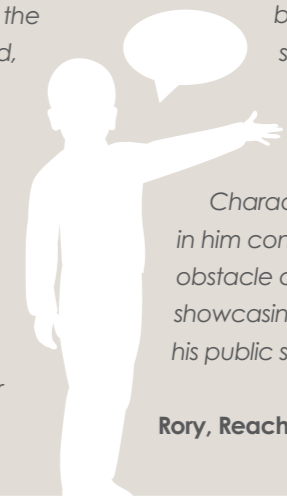 the
d,
r
b
s
Charac
in him con
obstacle
showcasin
his public s
Rory, Reach